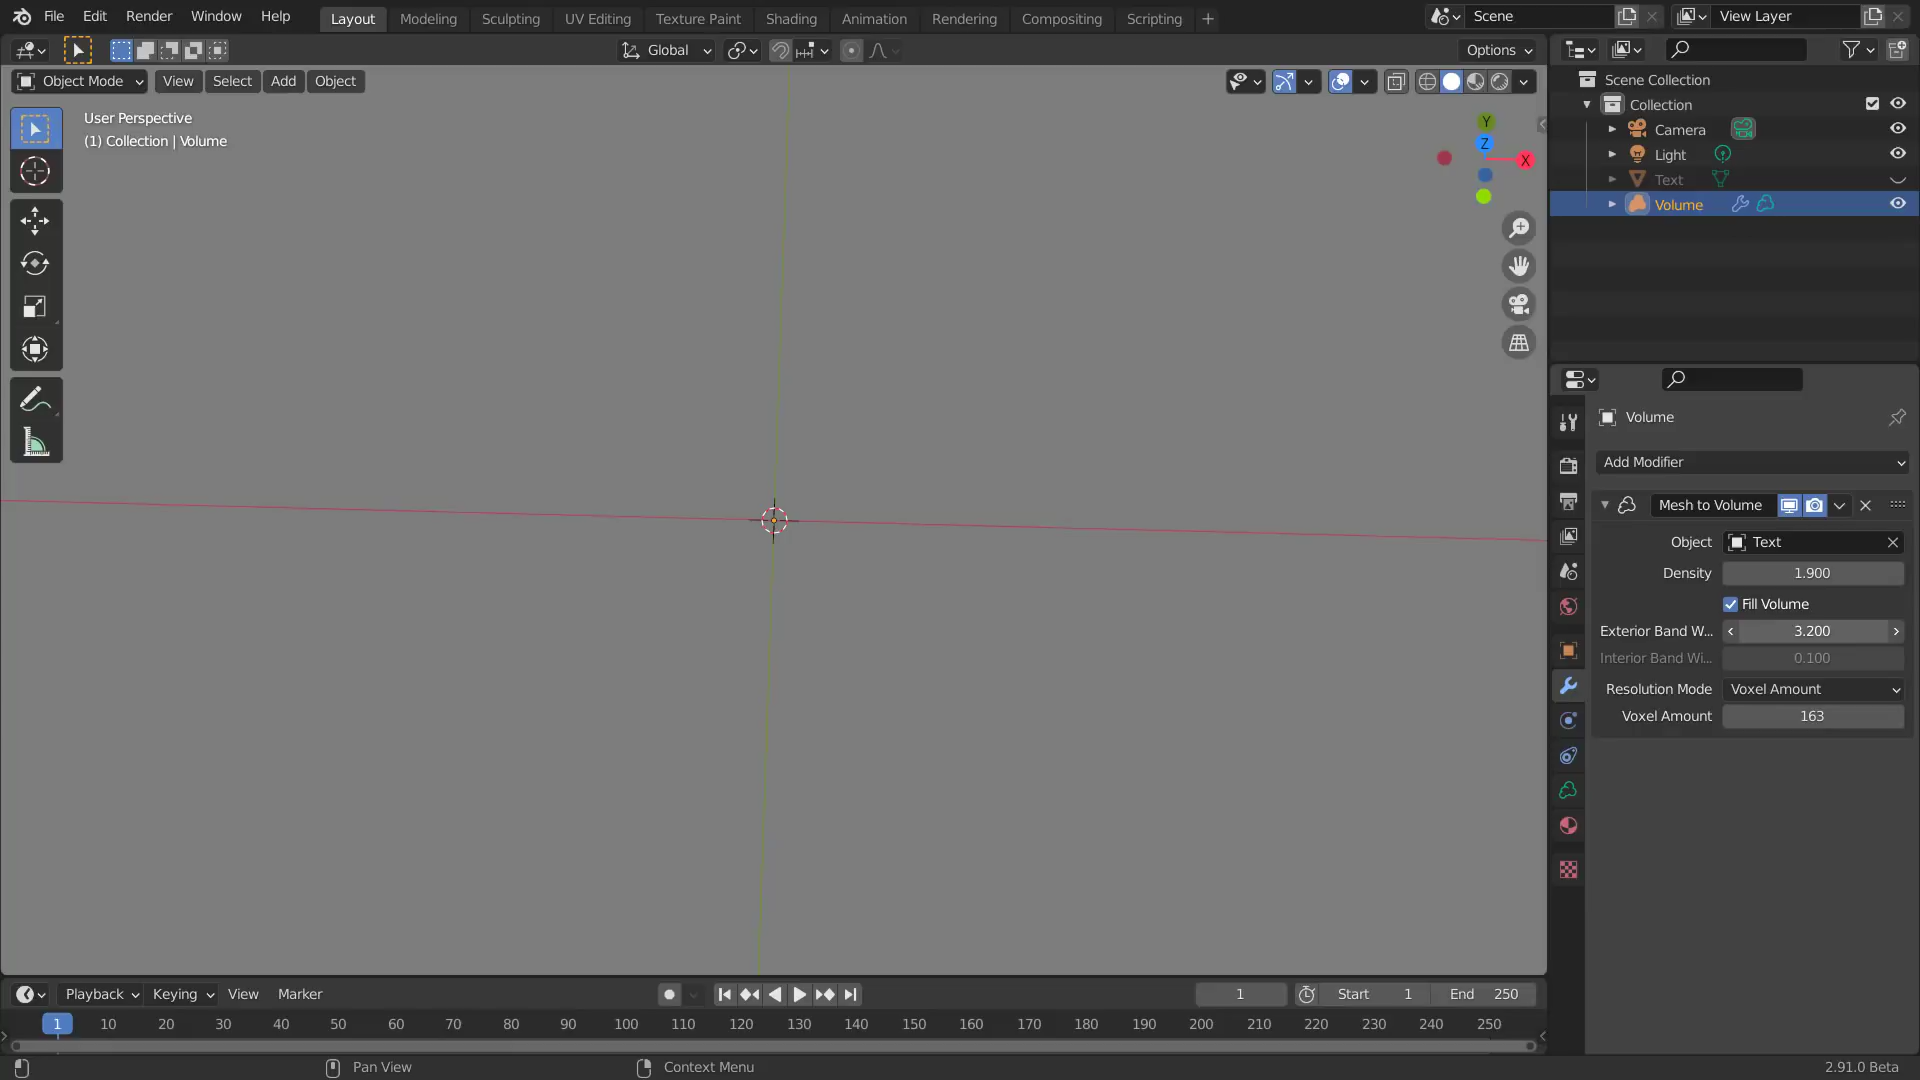 File Edit Render Window Help Layout Modeling Sculpting UV Editing Texture Paint Shading Animation Rendering Compositing Scripting + Scene View Layer
Global Options
Object Mode View Select Add Object
User Perspective
(1) Collection | Volume
Y
Z
X
Scene Collection
Collection
Camera
Light
Text
Volume
Volume
Add Modifier
Mesh to Volume
Object Text
Density 1.900
Fill Volume
Exterior Band W... 3.200
Interior Band Wi... 0.100
Resolution Mode Voxel Amount
Voxel Amount 163
Playback Keying View Marker 1 Start 1 End 250
1 10 20 30 40 50 60 70 80 90 100 110 120 130 140 150 160 170 180 190 200 210 220 230 240 250
Pan View Context Menu 2.91.0 Beta